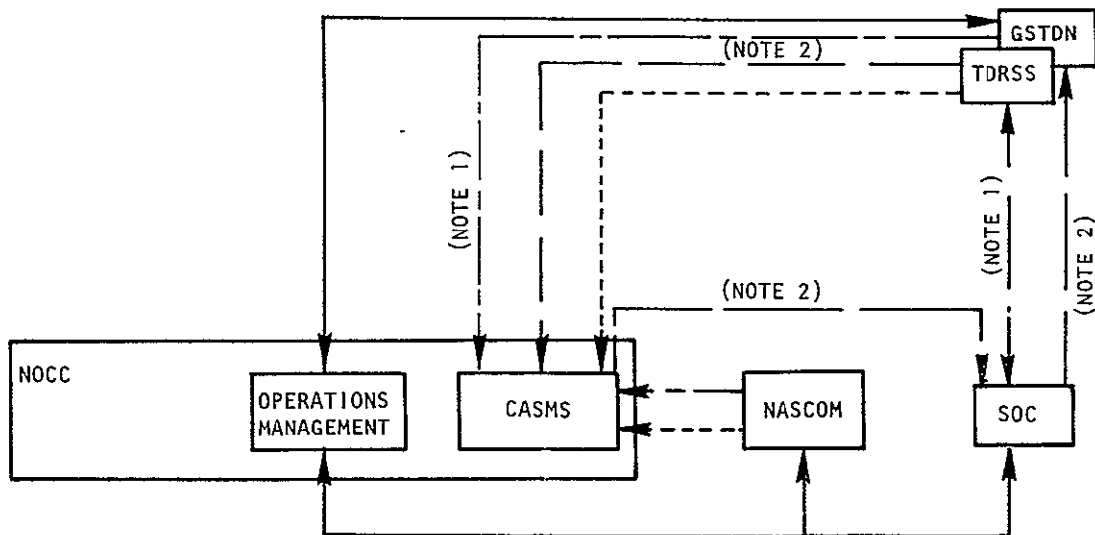 GSTDN
(NOTE 2)
TDRSS
(NOTE 1)
(NOTE 1)
(NOTE 2)
(NOTE 2)
NOCC
OPERATIONS
MANAGEMENT
CASMS
NASCOM
SOC